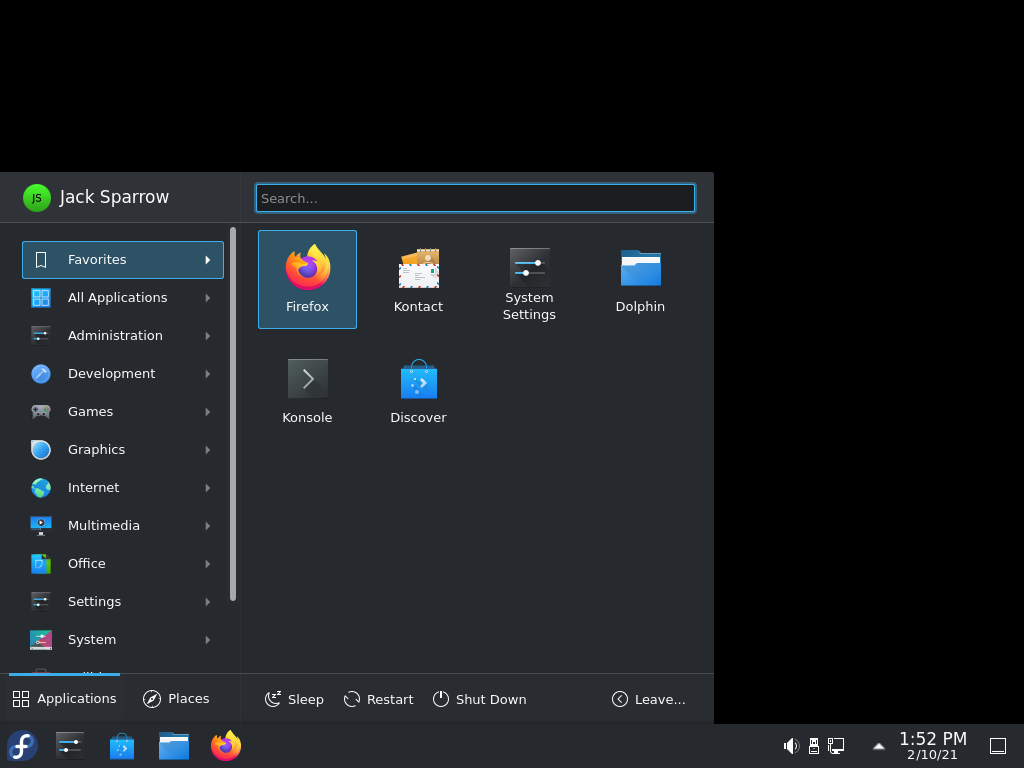 JS
Jack Sparrow
Search...
Favorites
All Applications
Administration
Development
Games
Graphics
Internet
Multimedia
Office
Settings
System
Firefox
Kontact
System
Settings
Dolphin
Konsole
Discover
Applications
Places
Sleep
Restart
Shut Down
Leave...
1:52 PM
2/10/21